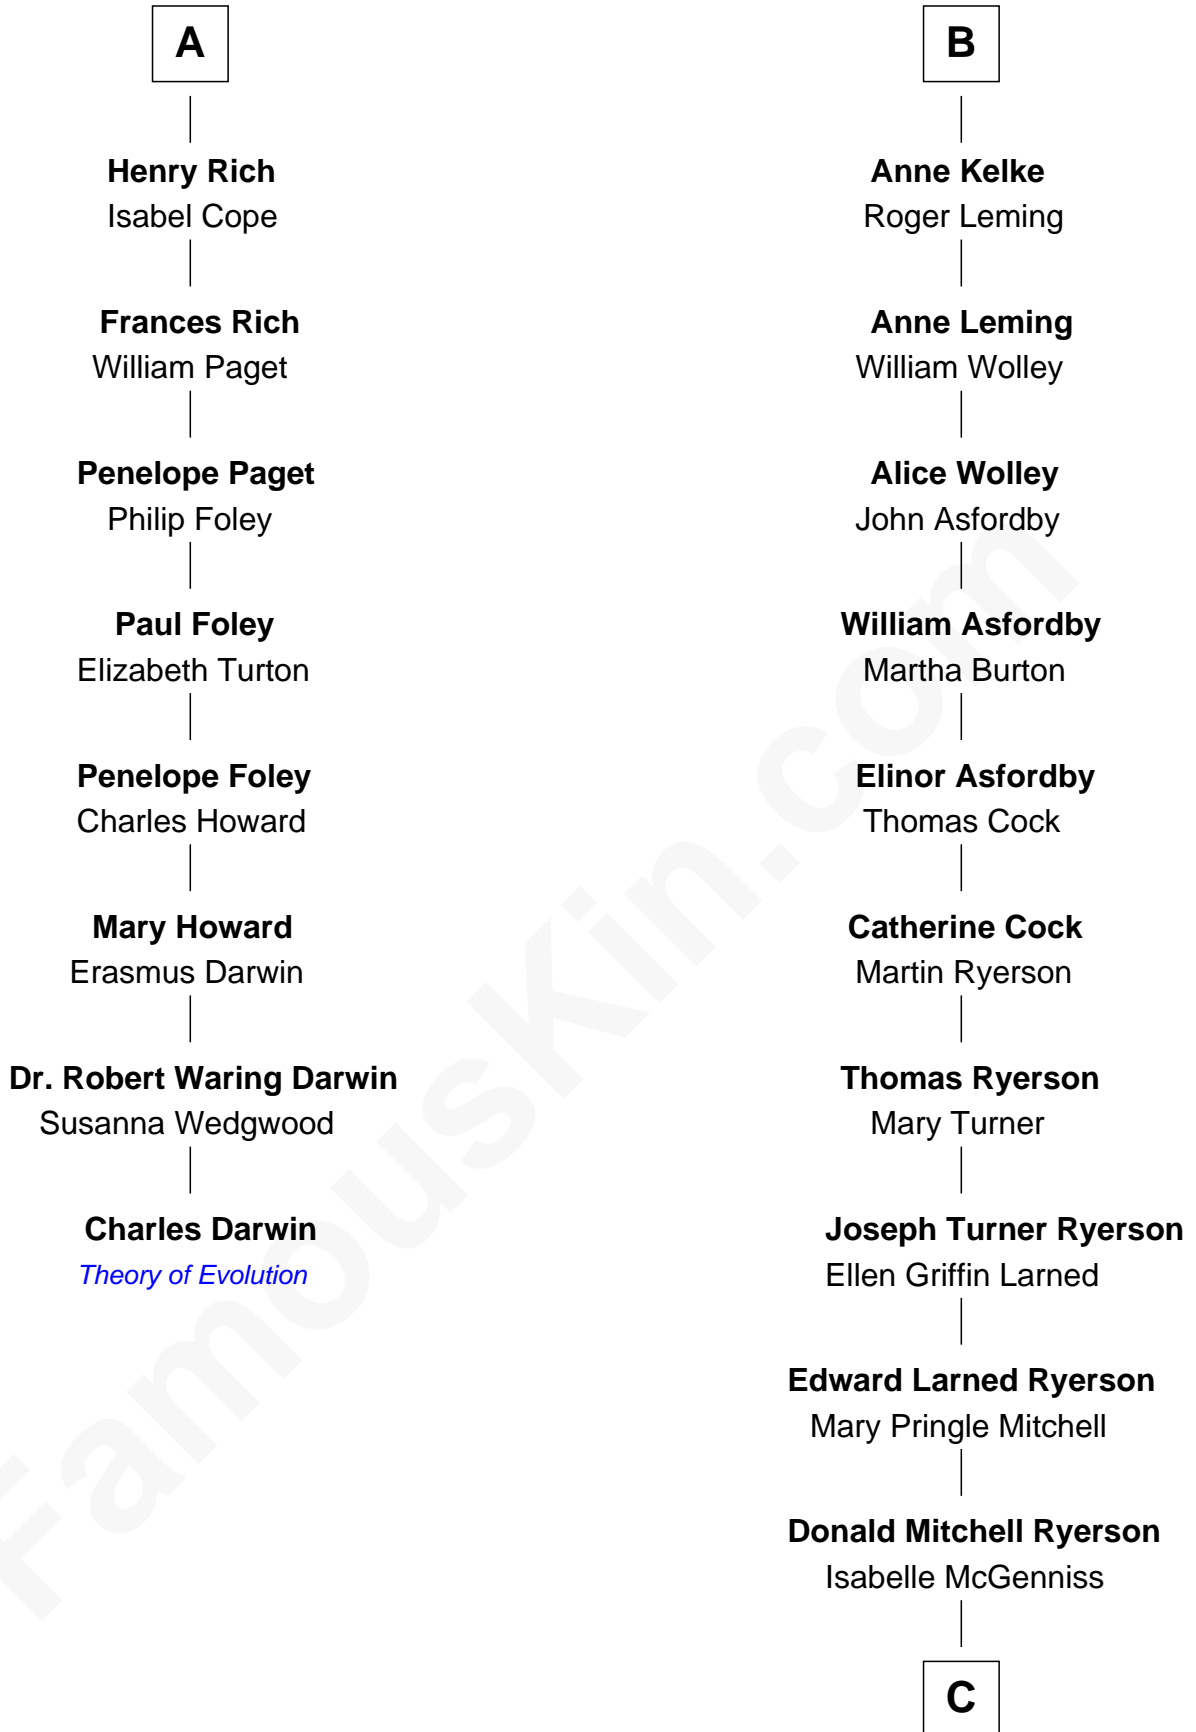 A
Henry Rich
Isabel Cope
Frances Rich
William Paget
Penelope Paget
Philip Foley
Paul Foley
Elizabeth Turton
Penelope Foley
Charles Howard
Mary Howard
Erasmus Darwin
Dr. Robert Waring Darwin
Susanna Wedgwood
Charles Darwin
Theory of Evolution
B
Anne Kelke
Roger Leming
Anne Leming
William Wolley
Alice Wolley
John Asfordby
William Asfordby
Martha Burton
Elinor Asfordby
Thomas Cock
Catherine Cock
Martin Ryerson
Thomas Ryerson
Mary Turner
Joseph Turner Ryerson
Ellen Griffin Larned
Edward Larned Ryerson
Mary Pringle Mitchell
Donald Mitchell Ryerson
Isabelle McGenniss
C
FamousKin.com